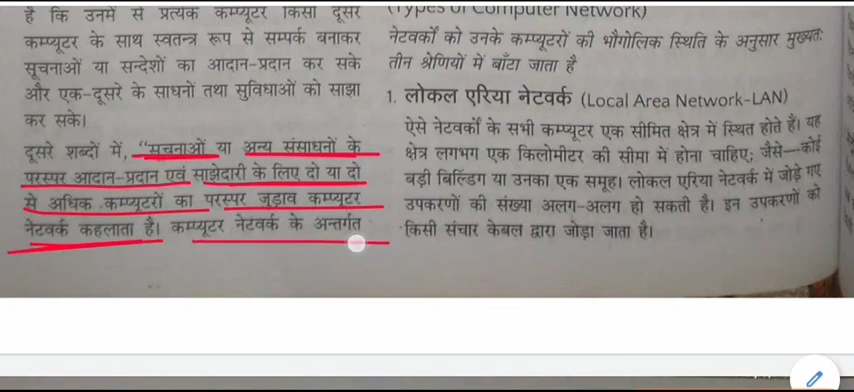 है कि उनमें से प्रत्येक कम्प्यूटर किसी दूसरे
कम्प्यूटर के साथ स्वतन्त्र रूप से सम्पर्क बनाकर
सूचनाओं या सन्देशों का आदान-प्रदान कर सके
और एक-दूसरे के साधनों तथा सुविधाओं को साझा
कर सके।
दूसरे शब्दों में, "सूचनाओं या अन्य संसाधनों के
परस्पर आदान-प्रदान एवं साझेदारी के लिए दो या दो
से अधिक कम्प्यूटरों का परस्पर जुड़ाव कम्प्यूटर
नेटवर्क कहलाता है। कम्प्यूटर नेटवर्क के अन्तर्गत
(Types of Computer Network)
नेटवर्कों को उनके कम्प्यूटरों की भौगोलिक स्थिति के अनुसार मुख्यतः
तीन श्रेणियों में बाँटा जाता है
1. लोकल एरिया नेटवर्क (Local Area Network-LAN)
ऐसे नेटवर्कों के सभी कम्प्यूटर एक सीमित क्षेत्र में स्थित होते हैं। यह
क्षेत्र लगभग एक किलोमीटर की सीमा में होना चाहिए; जैसे—कोई
बड़ी बिल्डिंग या उनका एक समूह। लोकल एरिया नेटवर्क में जोड़े गए
उपकरणों की संख्या अलग-अलग हो सकती है। इन उपकरणों को
किसी संचार केबल द्वारा जोड़ा जाता है।